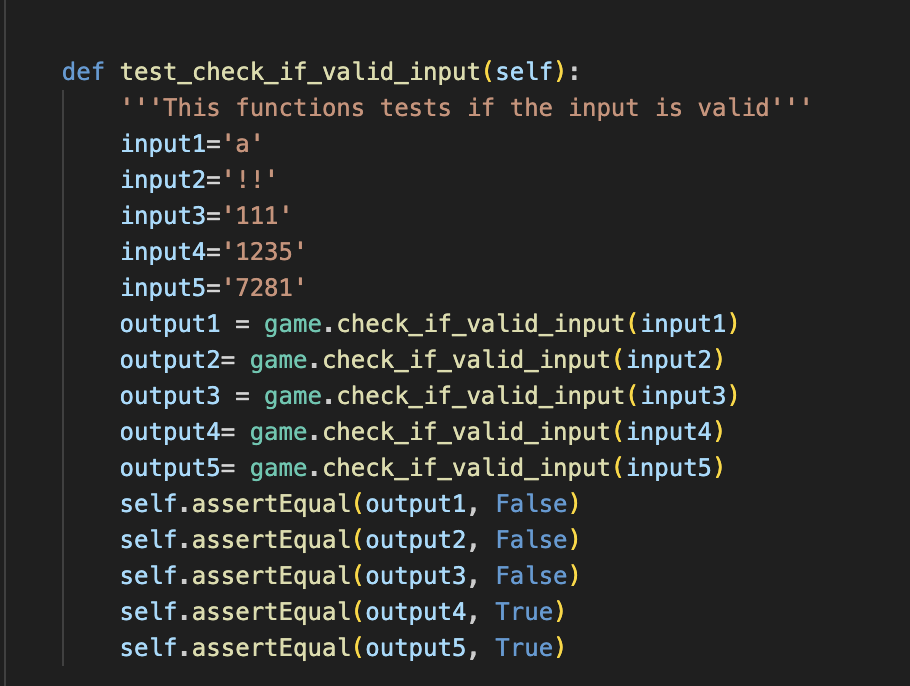 def test_check_if_valid_input(self):
    '''This functions tests if the input is valid'''
    input1='a'
    input2='!!'
    input3='111'
    input4='1235'
    input5='7281'
    output1 = game.check_if_valid_input(input1)
    output2= game.check_if_valid_input(input2)
    output3 = game.check_if_valid_input(input3)
    output4= game.check_if_valid_input(input4)
    output5= game.check_if_valid_input(input5)
    self.assertEqual(output1, False)
    self.assertEqual(output2, False)
    self.assertEqual(output3, False)
    self.assertEqual(output4, True)
    self.assertEqual(output5, True)